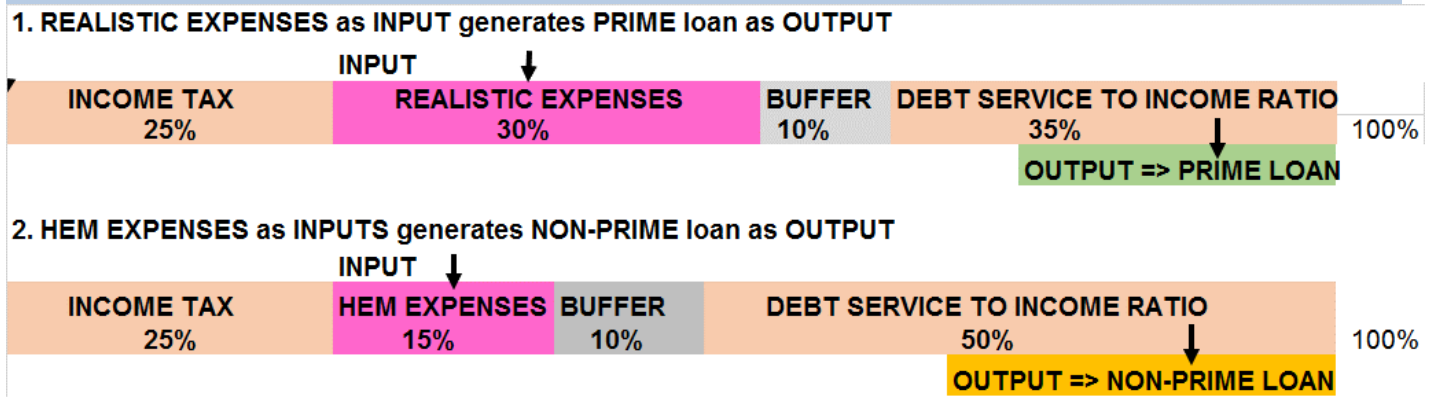 1. REALISTIC EXPENSES as INPUT generates PRIME loan as OUTPUT
INPUT
INCOME TAX REALISTIC EXPENSES BUFFER DEBT SERVICE TO INCOME RATIO
25% 30% 10% 35% 100%
OUTPUT => PRIME LOAN
2. HEM EXPENSES as INPUTS generates NON-PRIME loan as OUTPUT
INPUT
INCOME TAX HEM EXPENSES BUFFER DEBT SERVICE TO INCOME RATIO
25% 15% 10% 50% 100%
OUTPUT => NON-PRIME LOAN